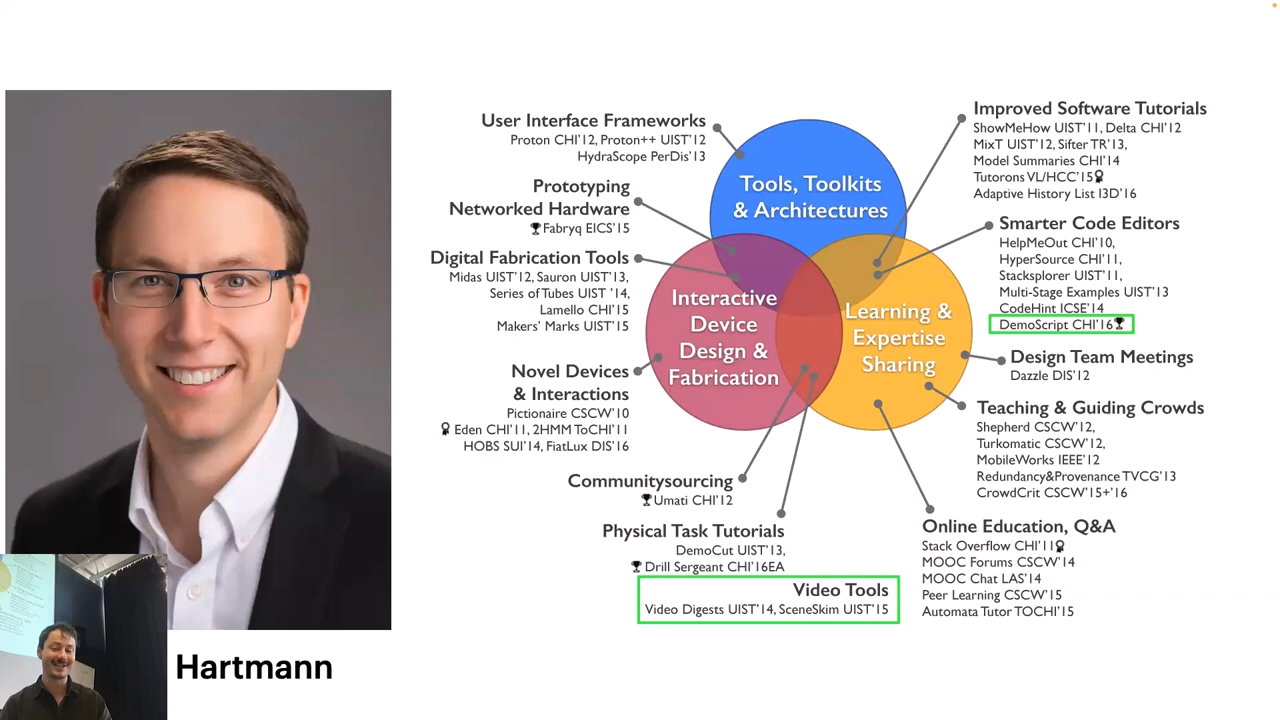 User Interface Frameworks
Proton CHI'12, Proton++ UIST'12
HydraScope PerDis'13
Prototyping
Networked Hardware
Fabryq EICS'15
Digital Fabrication Tools
Midas UIST'12, Sauron UIST'13,
Series of Tubes UIST '14,
Lamello CHI'15
Makers' Marks UIST'15
Novel Devices
& Interactions
Pictionaire CSCW'10
Eden CHI'11, 2HMM ToCHI'11
HOBS SUI'14, FiatLux DIS'16
Communitysourcing
Umati CHI'12
Physical Task Tutorials
DemoCut UIST'13,
Drill Sergeant CHI'16EA
Video Tools
Video Digests UIST'14, SceneSkim UIST'15
Tools, Toolkits
& Architectures
Interactive
Device
Design &
Fabrication
Learning &
Expertise
Sharing
Improved Software Tutorials
ShowMeHow UIST'11, Delta CHI'12
MixT UIST'12, Sifter TR'13,
Model Summaries CHI'14
Tutorons VL/HCC'15
Adaptive History List I3D'16
Smarter Code Editors
HelpMeOut CHI'10,
HyperSource CHI'11,
Stacksplorer UIST'11,
Multi-Stage Examples UIST'13
CodeHint ICSE'14
DemoScript CHI'16
Design Team Meetings
Dazzle DIS'12
Teaching & Guiding Crowds
Shepherd CSCW'12,
Turkomatic CSCW'12,
MobileWorks IEEE'12
Redundancy&Provenance TVCG'13
CrowdCrit CSCW'15+'16
Online Education, Q&A
Stack Overflow CHI'11
MOOC Forums CSCW'14
MOOC Chat LAS'14
Peer Learning CSCW'15
Automata Tutor TOCHI'15
Hartmann